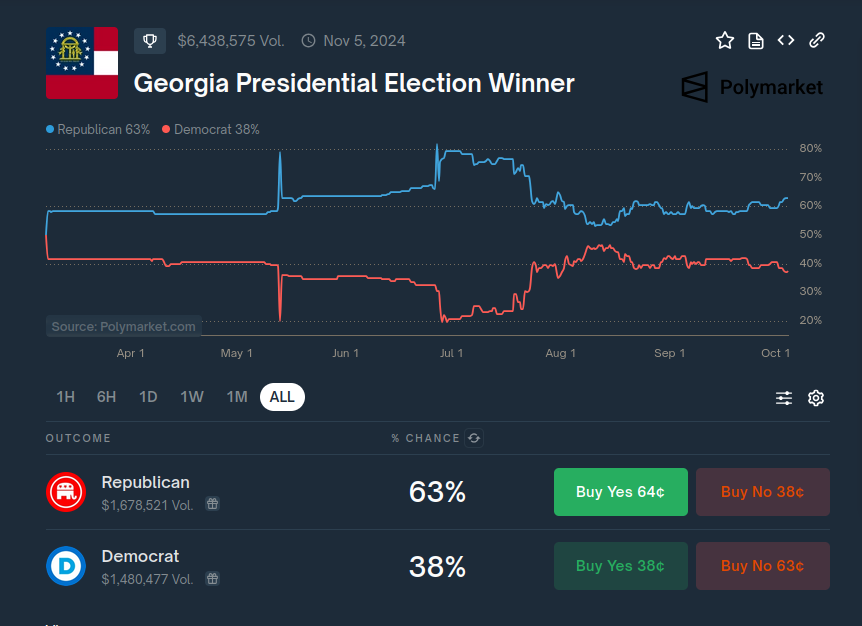 $6,438,575 Vol. Nov 5, 2024
Georgia Presidential Election Winner
Polymarket
Republican 63% Democrat 38%
80%
70%
60%
50%
40%
30%
20%
Source: Polymarket.com
Apr 1 May 1 Jun 1 Jul 1 Aug 1 Sep 1 Oct 1
1H 6H 1D 1W 1M ALL
OUTCOME % CHANCE
Republican
$1,678,521 Vol.
63%
Buy Yes 64¢ Buy No 38¢
Democrat
$1,480,477 Vol.
38%
Buy Yes 38¢ Buy No 63¢